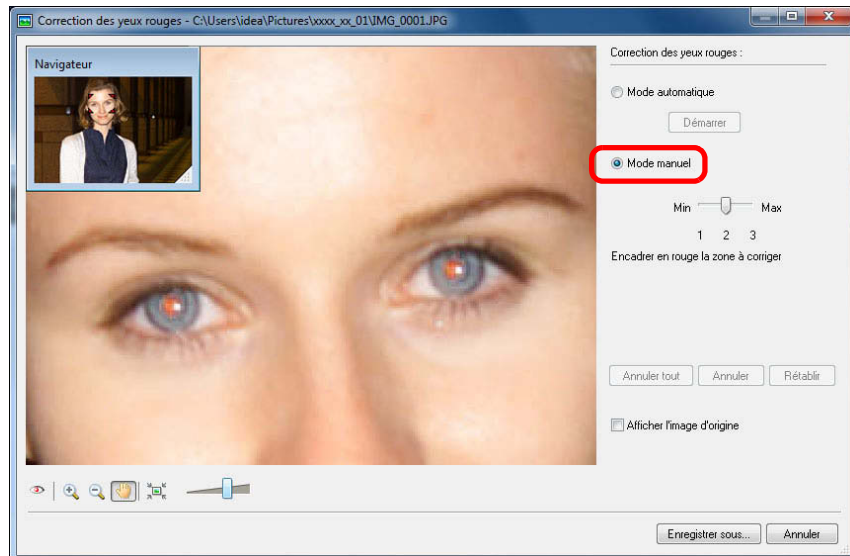 Correction des yeux rouges - C:\Users\idea\Pictures\xxxx_xx_01\IMG_0001.JPG
Navigateur
Correction des yeux rouges :
Mode automatique
Démarrer
Mode manuel
Min Max
1 2 3
Encadrer en rouge la zone à corriger
Annuler tout Annuler Rétablir
Afficher l'image d'origine
Enregistrer sous... Annuler